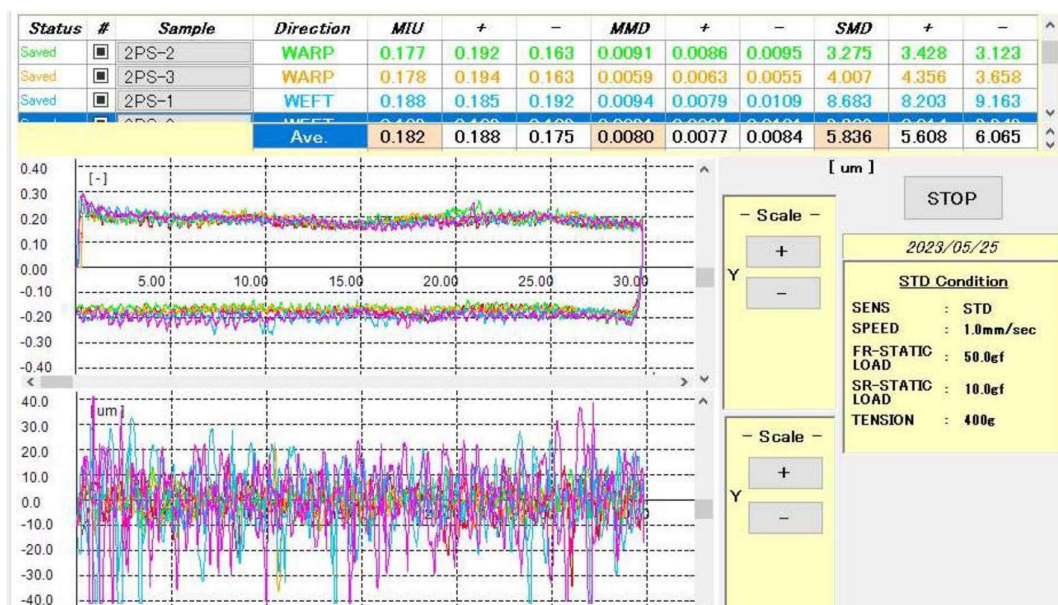 Status # Sample Direction MIU + − MMD + − SMD + −
Saved 2PS-2 WARP 0.177 0.192 0.163 0.0091 0.0086 0.0095 3.275 3.428 3.123
Saved 2PS-3 WARP 0.178 0.194 0.163 0.0059 0.0063 0.0055 4.007 4.356 3.658
Saved 2PS-1 WEFT 0.188 0.185 0.192 0.0094 0.0079 0.0109 8.683 8.203 9.163
Ave. 0.182 0.188 0.175 0.0080 0.0077 0.0084 5.836 5.608 6.065
[ um ]
STOP
0.40
[-]
0.30
0.20
0.10
0.00
5.00 10.00 15.00 20.00 25.00 30.00
-0.10
-0.20
-0.30
-0.40
- Scale -
+
Y
-
2023/05/25
STD Condition
SENS : STD
SPEED : 1.0mm/sec
FR-STATIC LOAD : 50.0gf
SR-STATIC LOAD : 10.0gf
TENSION : 400g
40.0
um ]
30.0
20.0
10.0
0.0
-10.0
-20.0
-30.0
-40.0
- Scale -
+
Y
-